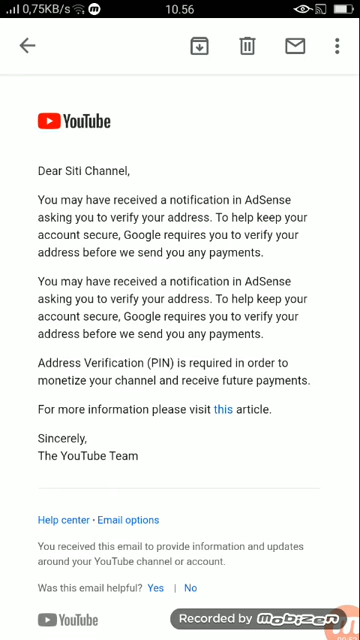 0,75KB/s
10.56
YouTube
Dear Siti Channel,
You may have received a notification in AdSense
asking you to verify your address. To help keep your
account secure, Google requires you to verify your
address before we send you any payments.
You may have received a notification in AdSense
asking you to verify your address. To help keep your
account secure, Google requires you to verify your
address before we send you any payments.
Address Verification (PIN) is required in order to
monetize your channel and receive future payments.
For more information please visit this article.
Sincerely,
The YouTube Team
Help center • Email options
You received this email to provide information and updates
around your YouTube channel or account.
Was this email helpful? Yes | No
YouTube
Recorded by Mobizen